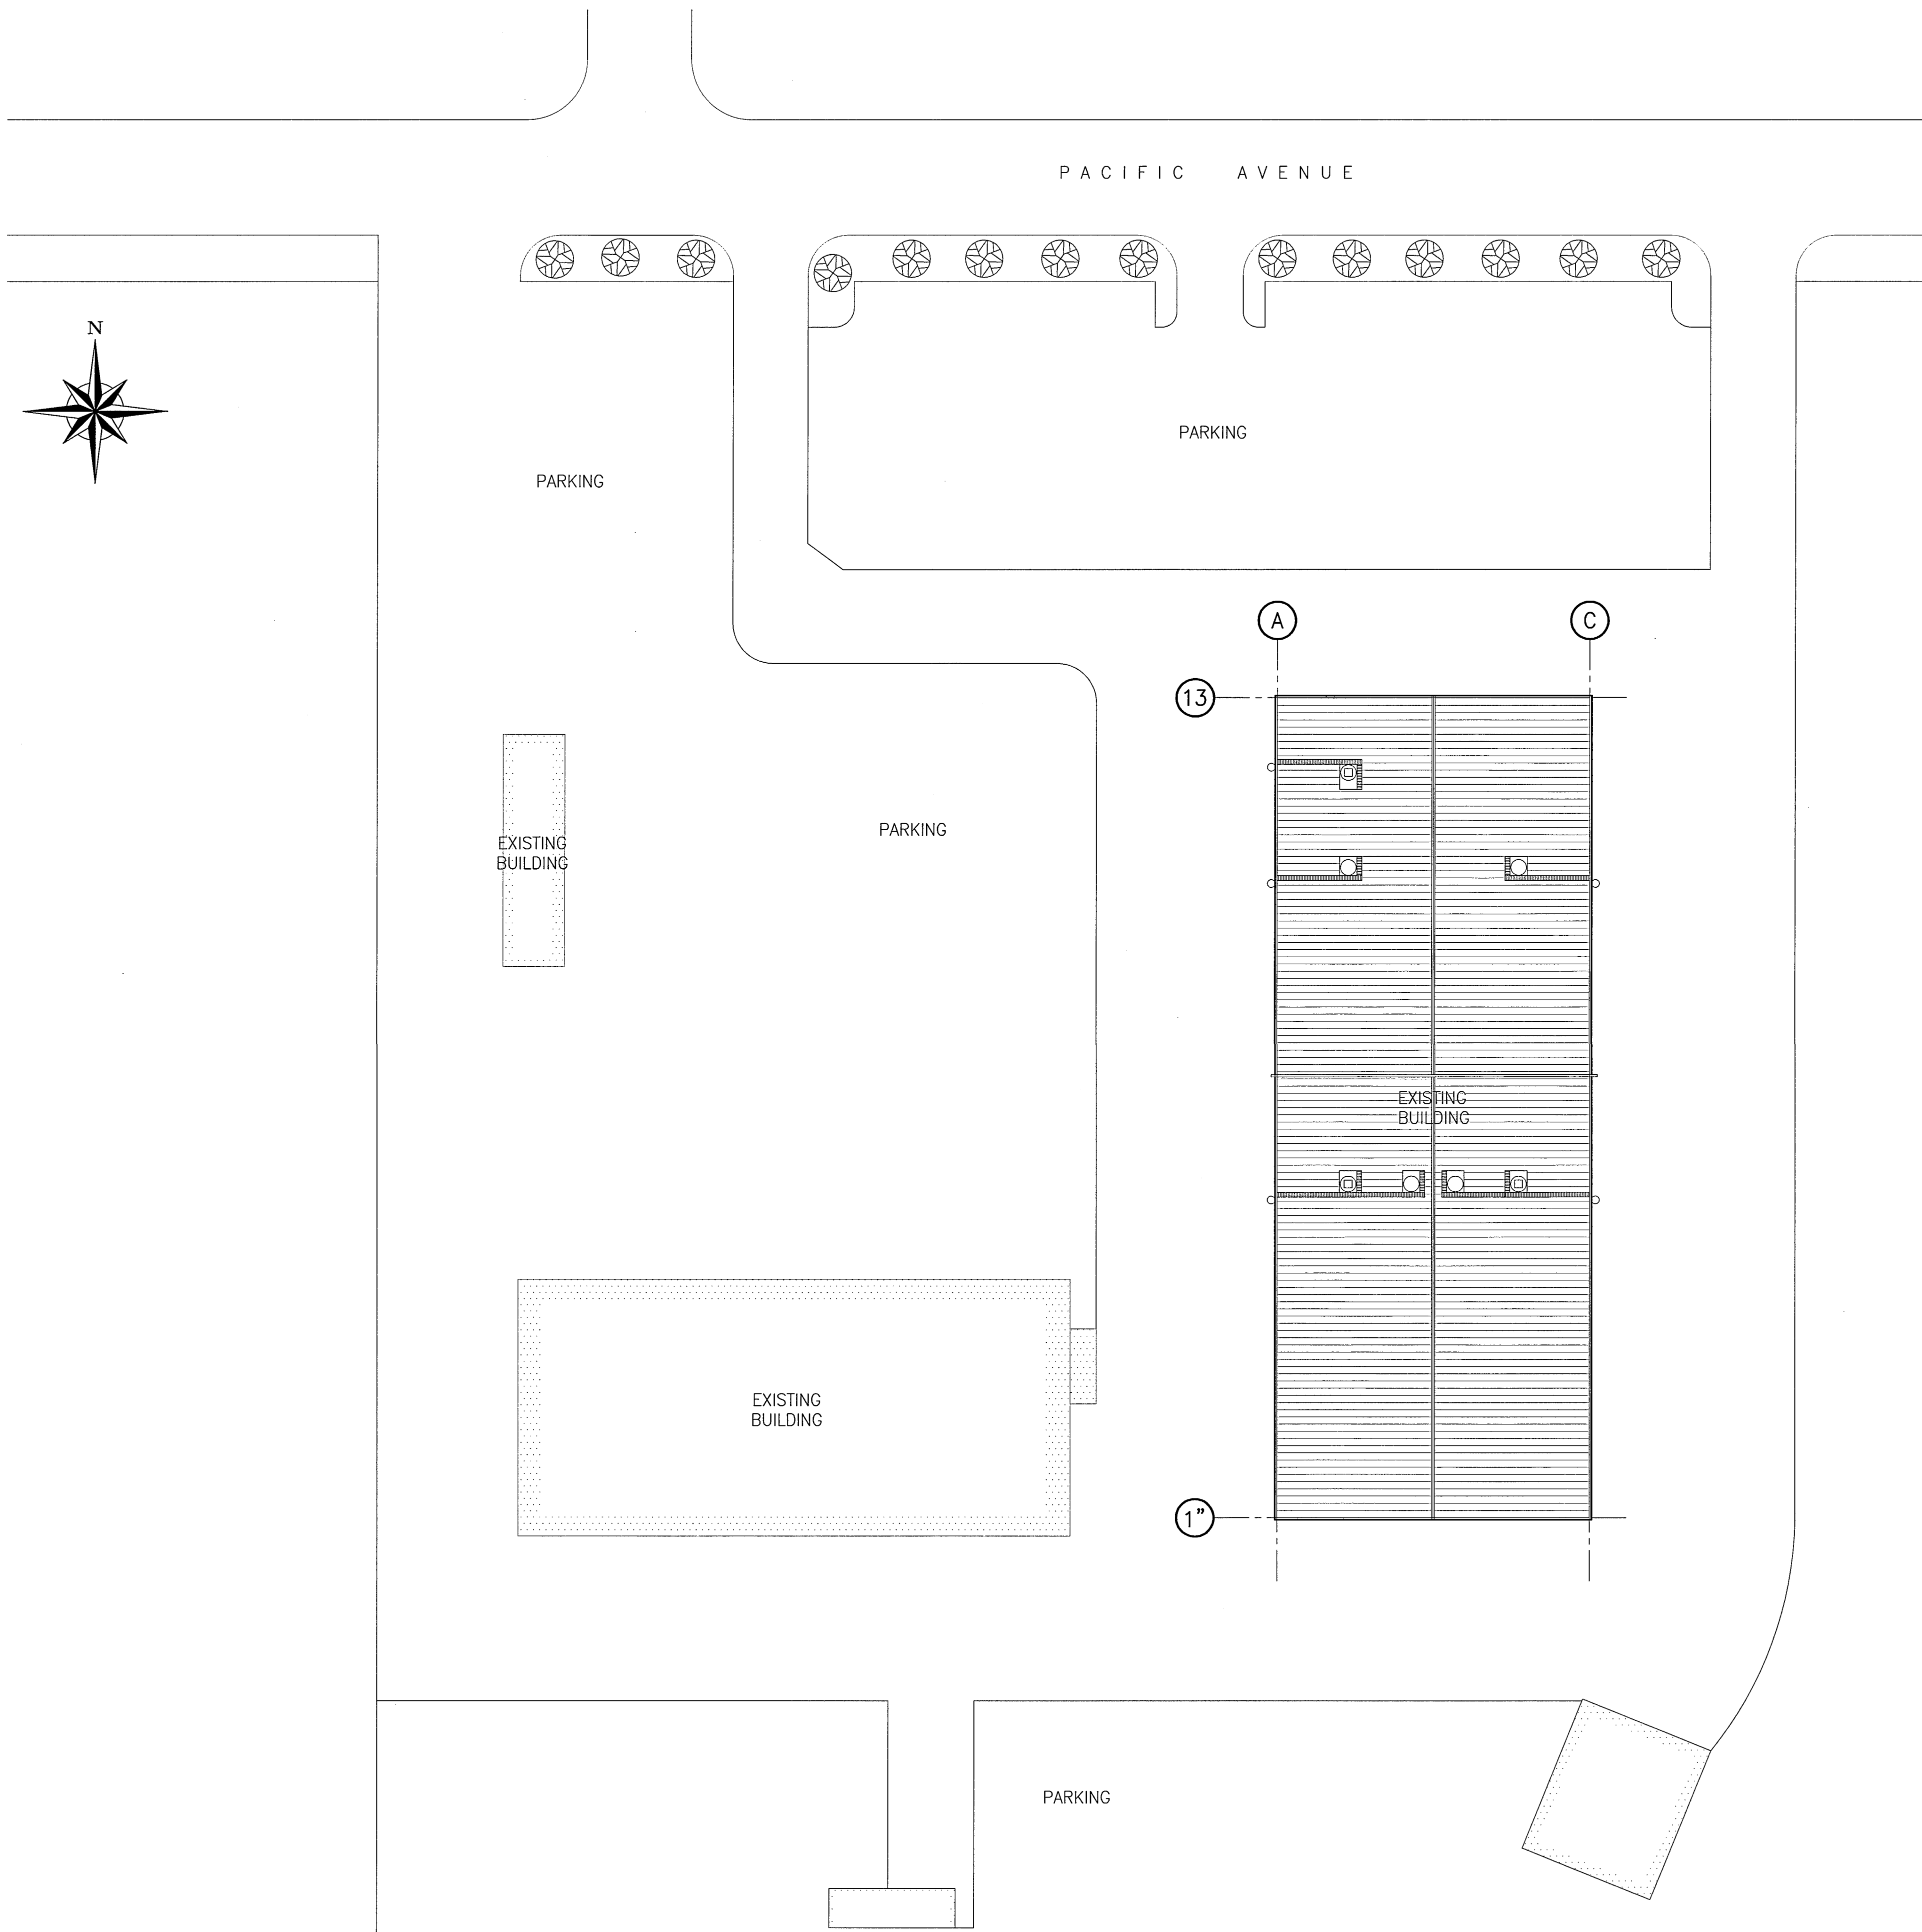 PACIFIC AVENUE
N
PARKING
PARKING
A
C
13
PARKING
EXISTING
BUILDING
EXISTING
BUILDING
EXISTING
BUILDING
1”
PARKING